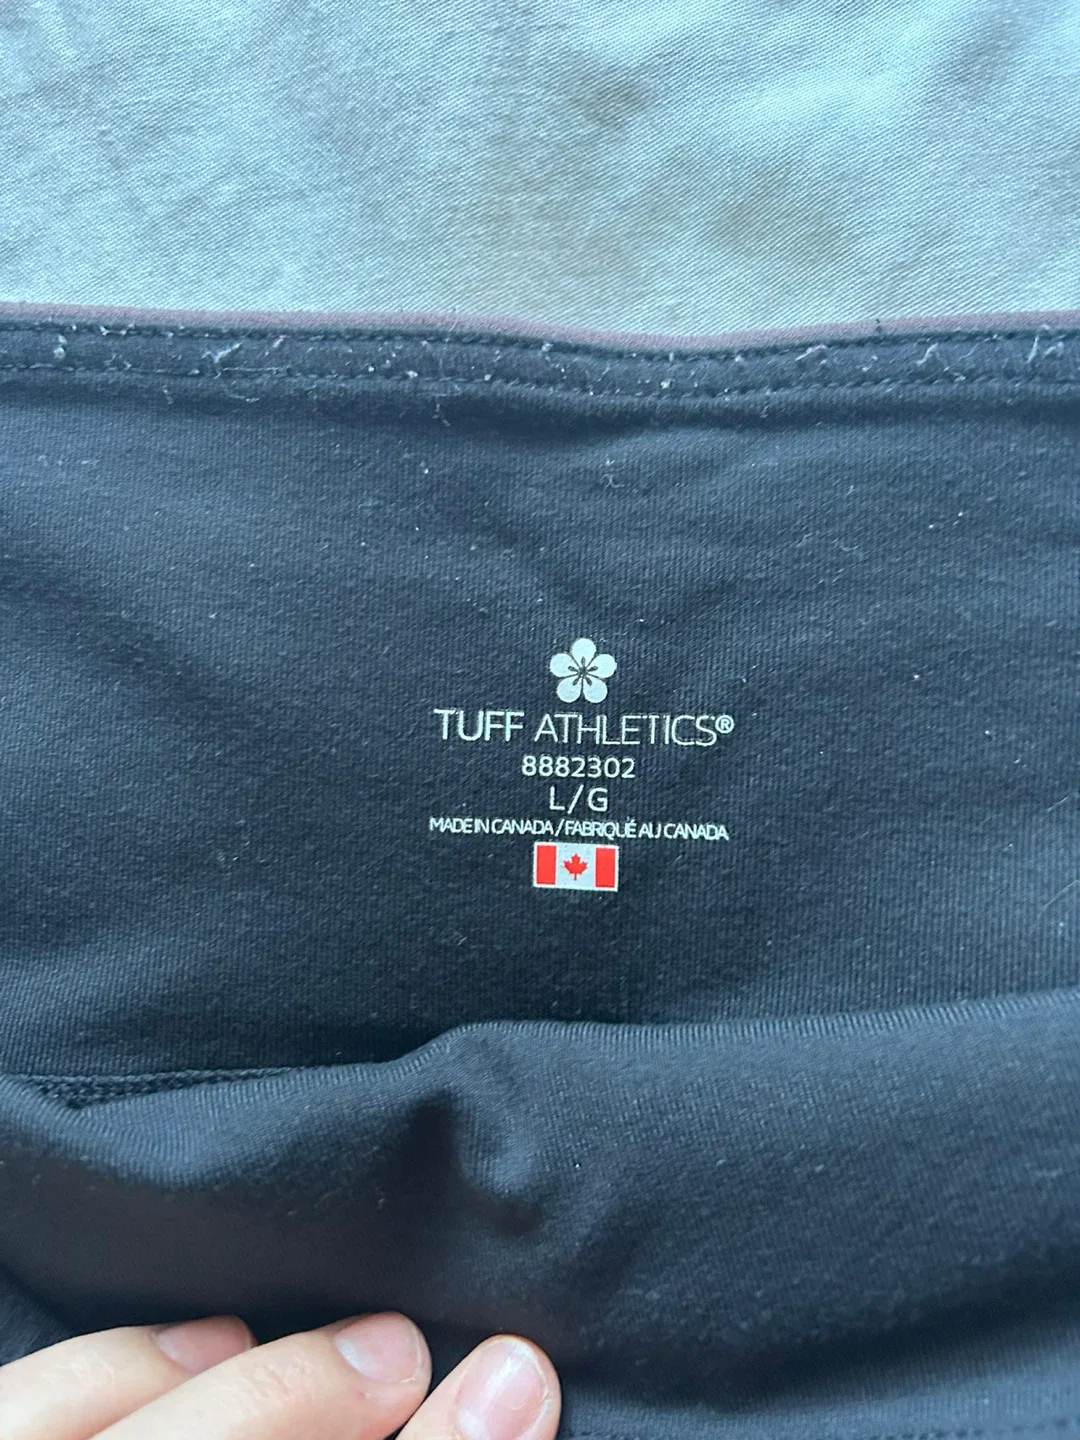 TUFF ATHLETICS®
8882302
L/G
MADE IN CANADA / FABRIQUÉ AU CANADA